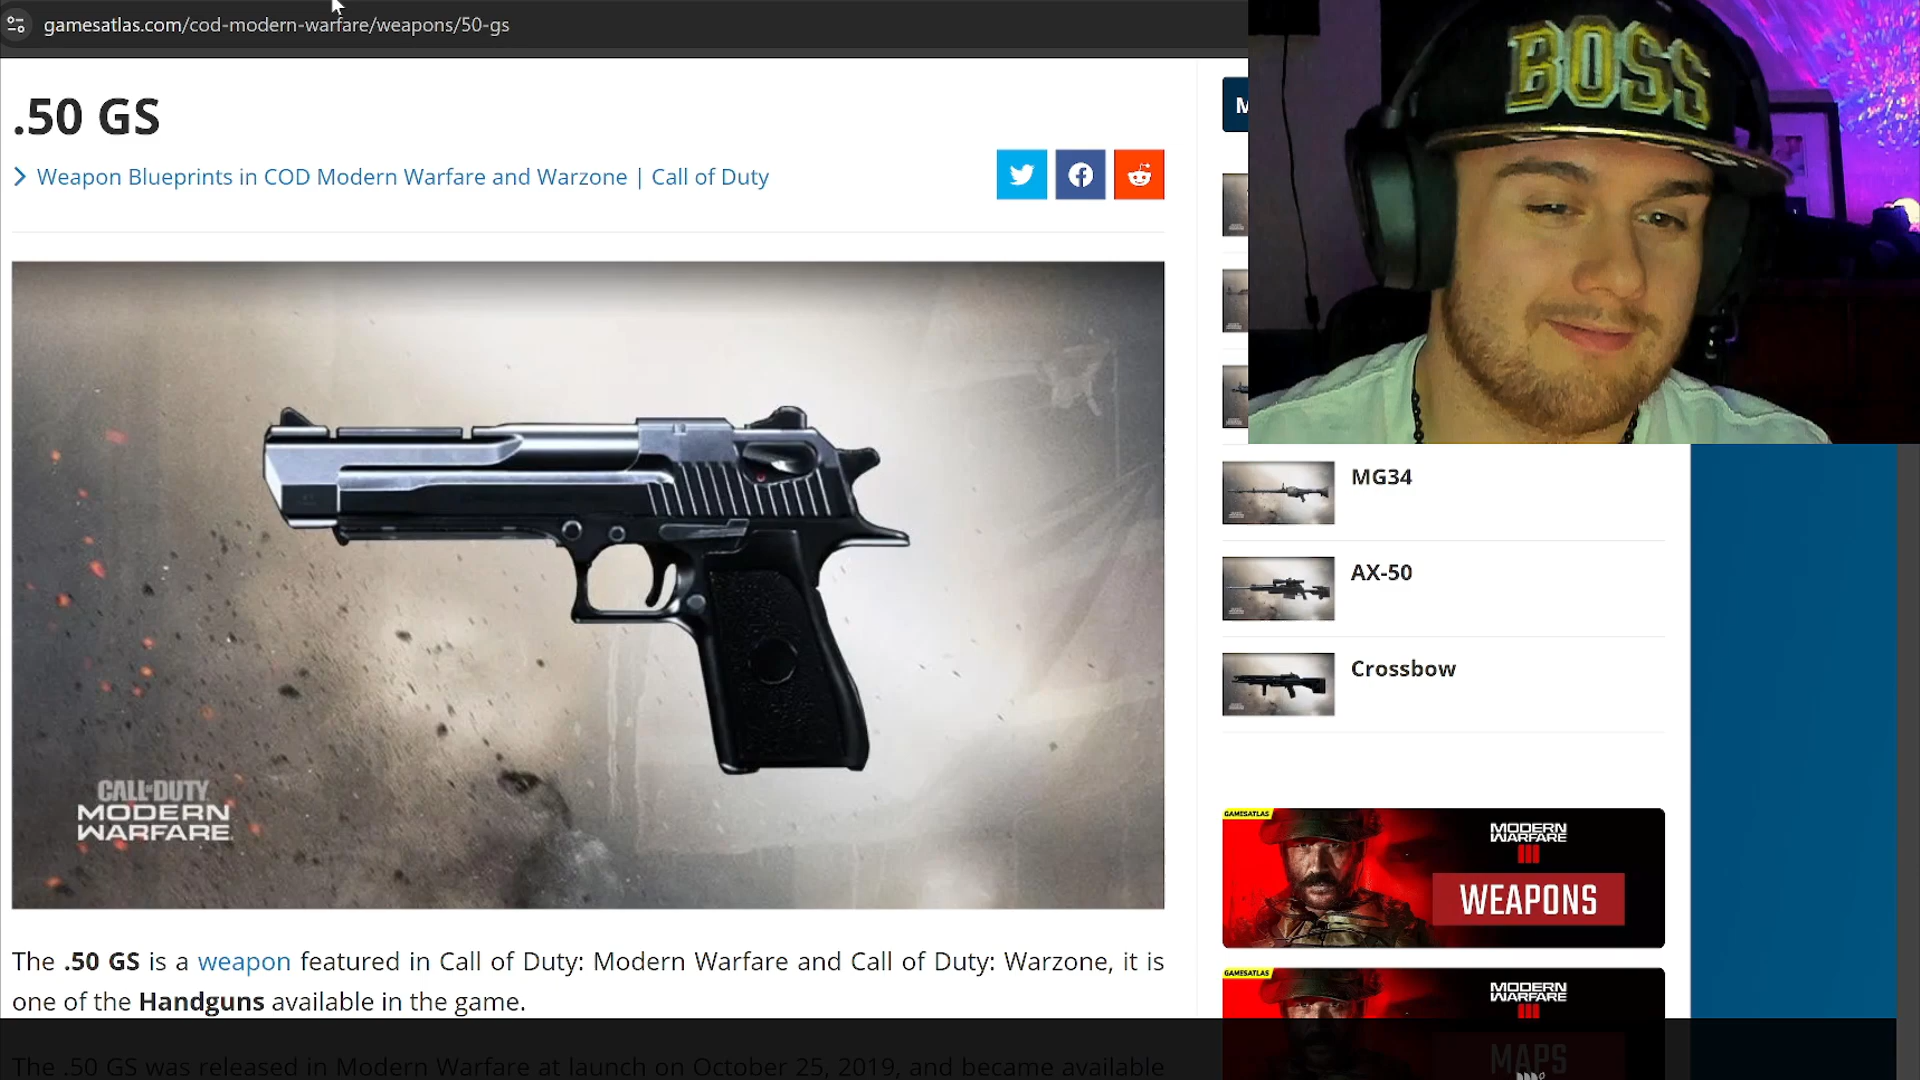 gamesatlas.com/cod-modern-warfare/weapons/50-gs
BOSS
.50 GS
Weapon Blueprints in COD Modern Warfare and Warzone | Call of Duty
M
CALL OF DUTY
MODERN
WARFARE
MG34
AX-50
Crossbow
GAMESATLAS
MODERN
WARFARE
III
WEAPONS
GAMESATLAS
MODERN
WARFARE
III
MAPS
The .50 GS is a weapon featured in Call of Duty: Modern Warfare and Call of Duty: Warzone, it is
one of the Handguns available in the game.
The .50 GS was released in Modern Warfare at launch on October 25, 2019, and became available